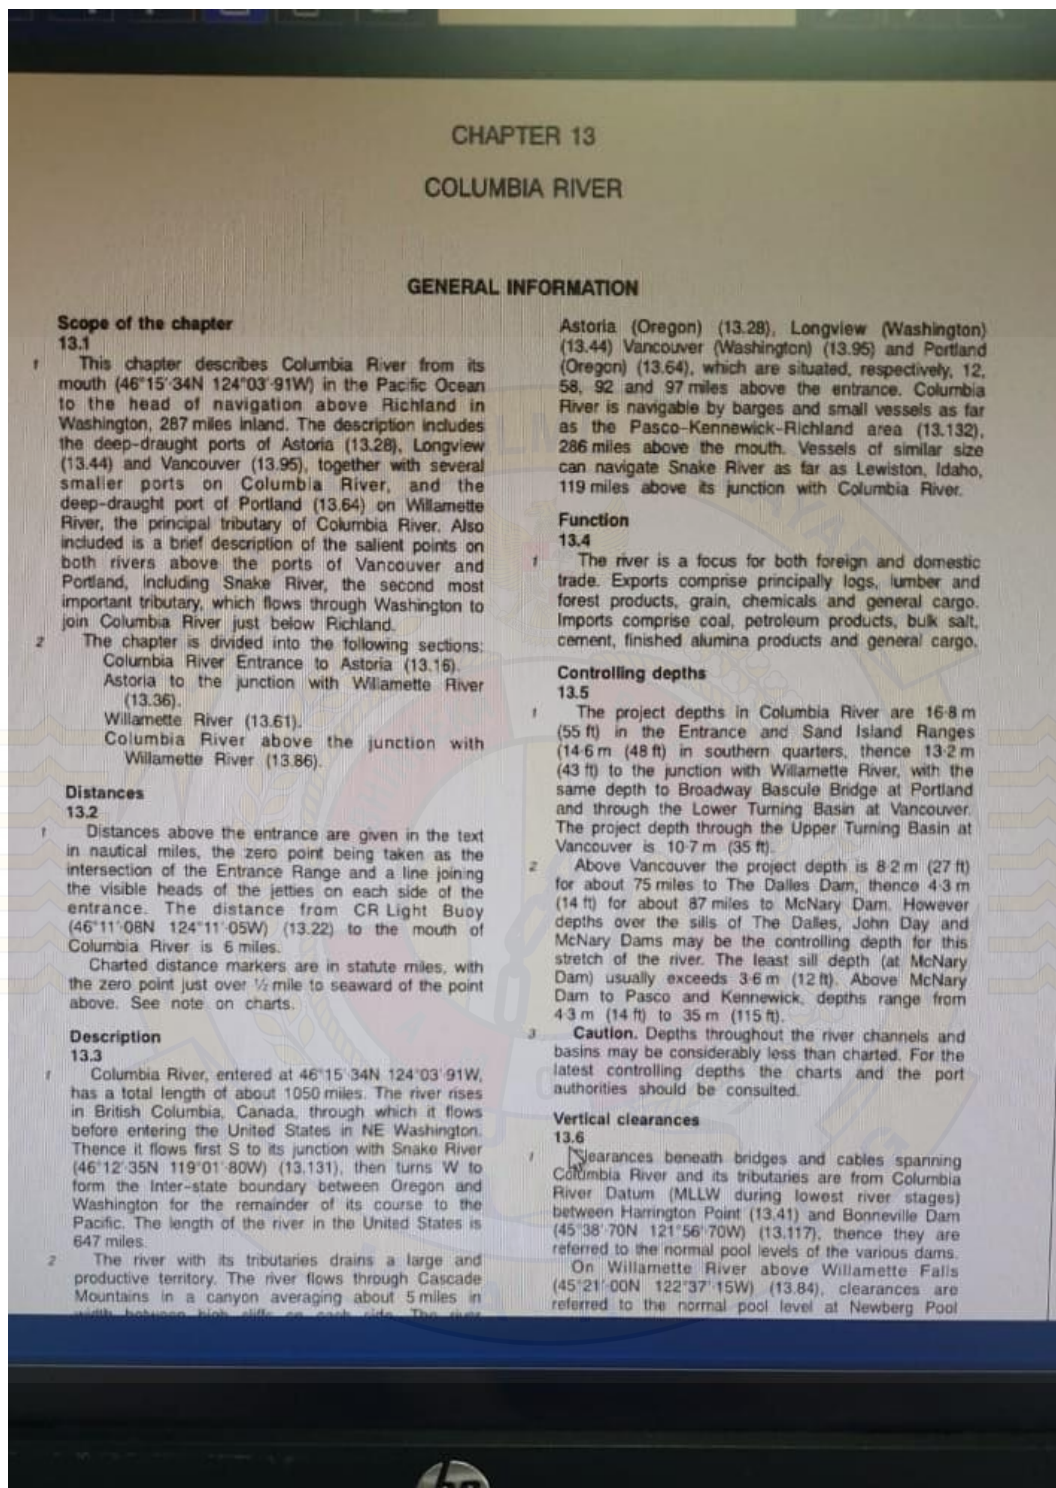 CHAPTER 13
COLUMBIA RIVER
GENERAL INFORMATION
Scope of the chapter
13.1
1 This chapter describes Columbia River from its
mouth (46°15'·34N 124°03'·91W) in the Pacific Ocean
to the head of navigation above Richland in
Washington, 287 miles inland. The description includes
the deep-draught ports of Astoria (13.28), Longview
(13.44) and Vancouver (13.95), together with several
smaller ports on Columbia River, and the
deep-draught port of Portland (13.64) on Willamette
River, the principal tributary of Columbia River. Also
included is a brief description of the salient points on
both rivers above the ports of Vancouver and
Portland, including Snake River, the second most
important tributary, which flows through Washington to
join Columbia River just below Richland.
2 The chapter is divided into the following sections:
Columbia River Entrance to Astoria (13.16).
Astoria to the junction with Willamette River
(13.36).
Willamette River (13.61).
Columbia River above the junction with
Willamette River (13.86).
Distances
13.2
1 Distances above the entrance are given in the text
in nautical miles, the zero point being taken as the
intersection of the Entrance Range and a line joining
the visible heads of the jetties on each side of the
entrance. The distance from CR Light Buoy
(46°11'·08N 124°11'·05W) (13.22) to the mouth of
Columbia River is 6 miles.
Charted distance markers are in statute miles, with
the zero point just over ½ mile to seaward of the point
above. See note on charts.
Description
13.3
1 Columbia River, entered at 46°15'·34N 124°03'·91W,
has a total length of about 1050 miles. The river rises
in British Columbia, Canada, through which it flows
before entering the United States in NE Washington.
Thence it flows first S to its junction with Snake River
(46°12'·35N 119°01'·80W) (13.131), then turns W to
form the Inter-state boundary between Oregon and
Washington for the remainder of its course to the
Pacific. The length of the river in the United States is
647 miles.
2 The river with its tributaries drains a large and
productive territory. The river flows through Cascade
Mountains in a canyon averaging about 5 miles in
width between high cliffs on each side. The river
Astoria (Oregon) (13.28), Longview (Washington)
(13.44) Vancouver (Washington) (13.95) and Portland
(Oregon) (13.64), which are situated, respectively, 12,
58, 92 and 97 miles above the entrance. Columbia
River is navigable by barges and small vessels as far
as the Pasco-Kennewick-Richland area (13.132),
286 miles above the mouth. Vessels of similar size
can navigate Snake River as far as Lewiston, Idaho,
119 miles above its junction with Columbia River.
Function
13.4
1 The river is a focus for both foreign and domestic
trade. Exports comprise principally logs, lumber and
forest products, grain, chemicals and general cargo.
Imports comprise coal, petroleum products, bulk salt,
cement, finished alumina products and general cargo.
Controlling depths
13.5
1 The project depths in Columbia River are 16·8 m
(55 ft) in the Entrance and Sand Island Ranges
(14·6 m (48 ft) in southern quarters, thence 13·2 m
(43 ft) to the junction with Willamette River, with the
same depth to Broadway Bascule Bridge at Portland
and through the Lower Turning Basin at Vancouver.
The project depth through the Upper Turning Basin at
Vancouver is 10·7 m (35 ft).
2 Above Vancouver the project depth is 8·2 m (27 ft)
for about 75 miles to The Dalles Dam, thence 4·3 m
(14 ft) for about 87 miles to McNary Dam. However
depths over the sills of The Dalles, John Day and
McNary Dams may be the controlling depth for this
stretch of the river. The least sill depth (at McNary
Dam) usually exceeds 3·6 m (12 ft). Above McNary
Dam to Pasco and Kennewick, depths range from
4·3 m (14 ft) to 35 m (115 ft).
3 Caution. Depths throughout the river channels and
basins may be considerably less than charted. For the
latest controlling depths the charts and the port
authorities should be consulted.
Vertical clearances
13.6
1 Clearances beneath bridges and cables spanning
Columbia River and its tributaries are from Columbia
River Datum (MLLW during lowest river stages)
between Harrington Point (13.41) and Bonneville Dam
(45°38'·70N 121°56'·70W) (13.117), thence they are
referred to the normal pool levels of the various dams.
On Willamette River above Willamette Falls
(45°21'·00N 122°37'·15W) (13.84), clearances are
referred to the normal pool level at Newberg Pool
hp